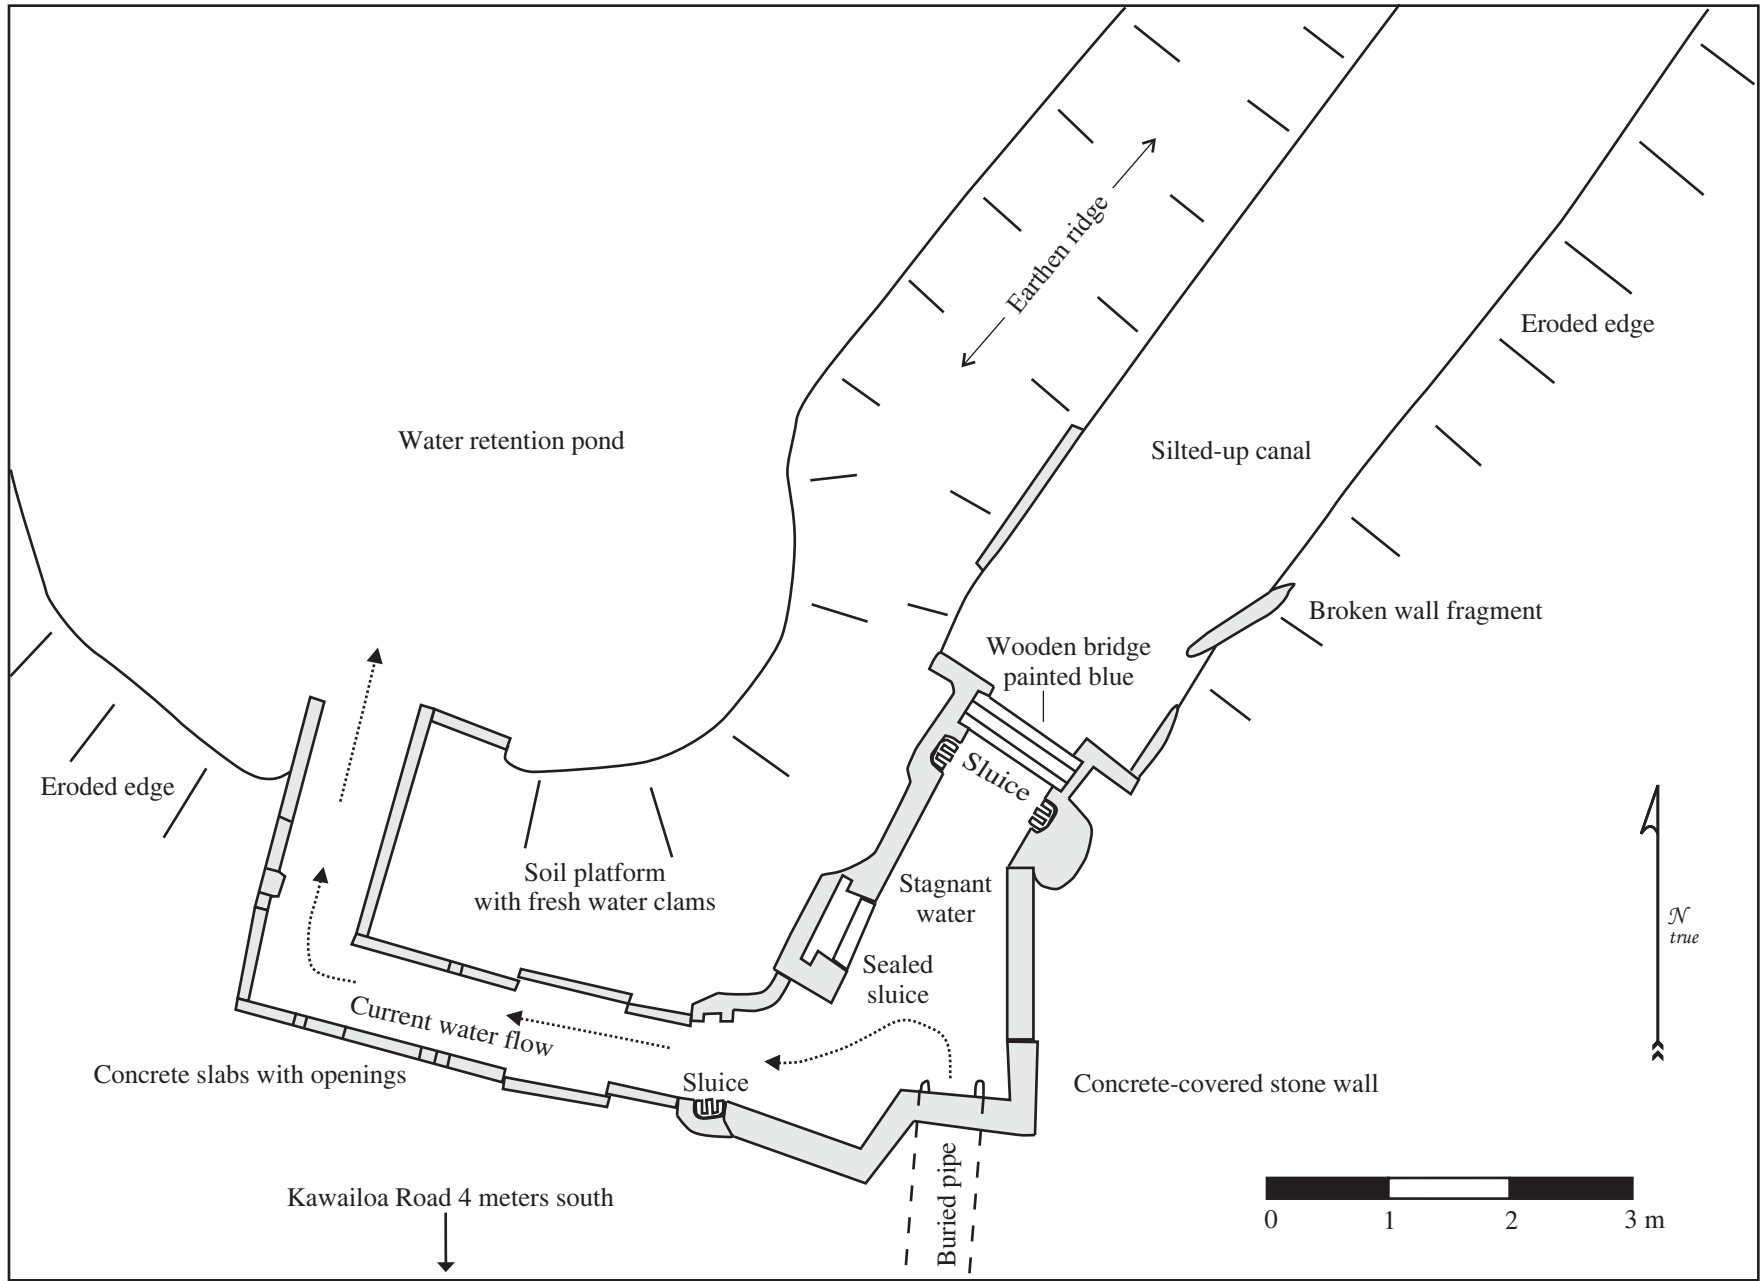 Earthen ridge
Eroded edge
Water retention pond
Silted-up canal
Broken wall fragment
Wooden bridge
painted blue
Sluice
Eroded edge
Soil platform
with fresh water clams
Stagnant
water
N
true
Sealed
sluice
Current water flow
Concrete slabs with openings
Sluice
Concrete-covered stone wall
Buried pipe
Kawailoa Road 4 meters south
0 1 2 3 m